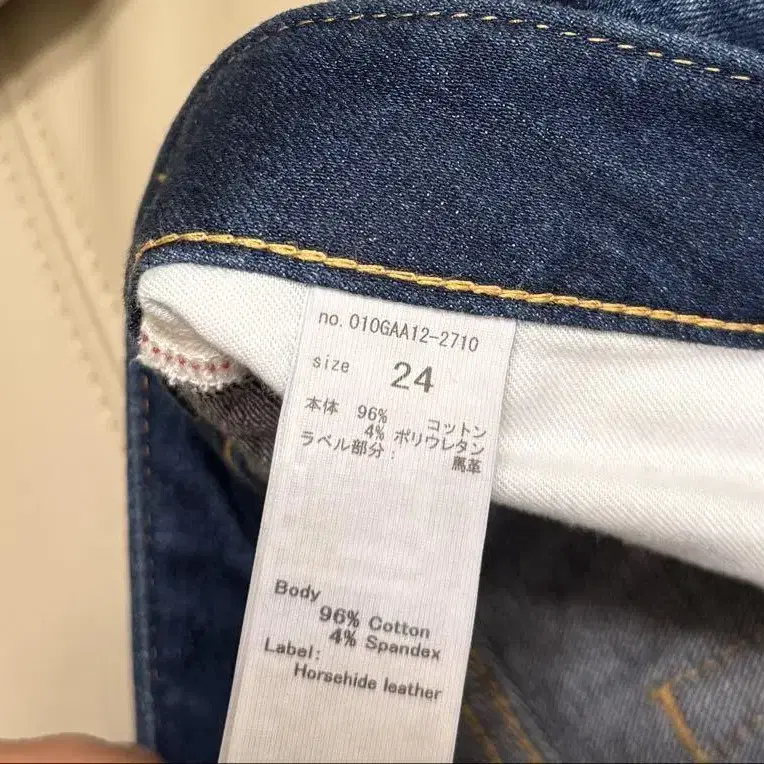 no. 010GAA12-2710
size 24
本体 96% コットン
4% ポリウレタン
ラベル部分: 馬革
Body
96% Cotton
4% Spandex
Label:
Horsehide leather